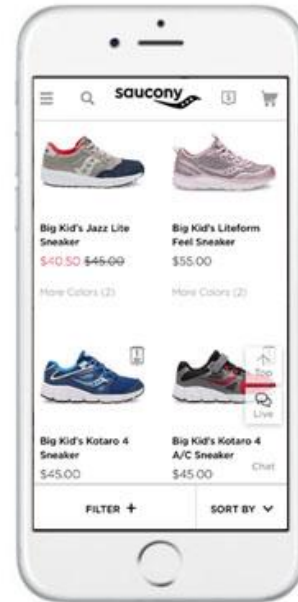 saucony
Big Kid's Jazz Lite
Sneaker
$40.50 $45.00
More Colors (2)
Big Kid's Liteform
Feel Sneaker
$55.00
More Colors (2)
Top
Live
Chat
Big Kid's Kotaro 4
Sneaker
$45.00
Big Kid's Kotaro 4
A/C Sneaker
$45.00
FILTER +
SORT BY